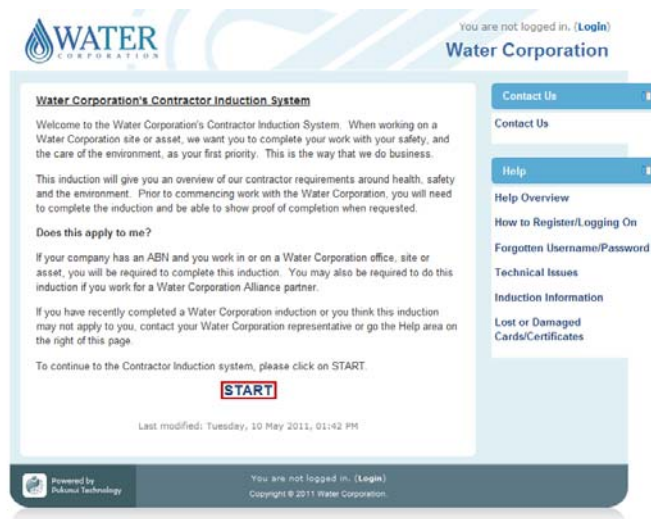 WATER
CORPORATION
You are not logged in. (Login)
Water Corporation
Water Corporation's Contractor Induction System
Welcome to the Water Corporation's Contractor Induction System. When working on a
Water Corporation site or asset, we want you to complete your work with your safety, and
the care of the environment, as your first priority. This is the way that we do business.
This induction will give you an overview of our contractor requirements around health, safety
and the environment. Prior to commencing work with the Water Corporation, you will need
to complete the induction and be able to show proof of completion when requested.
Does this apply to me?
If your company has an ABN and you work in or on a Water Corporation office, site or
asset, you will be required to complete this induction. You may also be required to do this
induction if you work for a Water Corporation Alliance partner.
If you have recently completed a Water Corporation induction or you think this induction
may not apply to you, contact your Water Corporation representative or go the Help area on
the right of this page.
To continue to the Contractor Induction system, please click on START.
START
Last modified: Tuesday, 10 May 2011, 01:42 PM
Contact Us
Contact Us
Help
Help Overview
How to Register/Logging On
Forgotten Username/Password
Technical Issues
Induction Information
Lost or Damaged
Cards/Certificates
Powered by
Pukunui Technology
You are not logged in. (Login)
Copyright © 2011 Water Corporation.